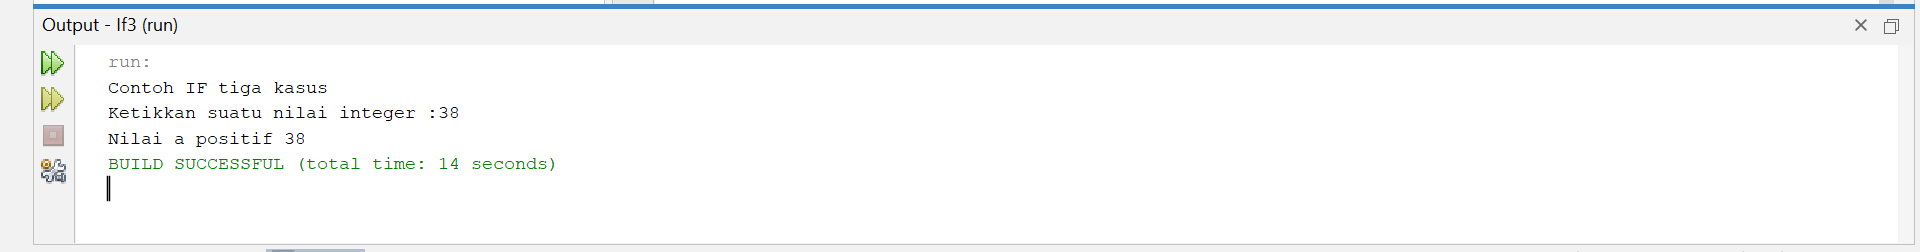 Output - If3 (run)
run:
Contoh IF tiga kasus
Ketikkan suatu nilai integer :38
Nilai a positif 38
BUILD SUCCESSFUL (total time: 14 seconds)